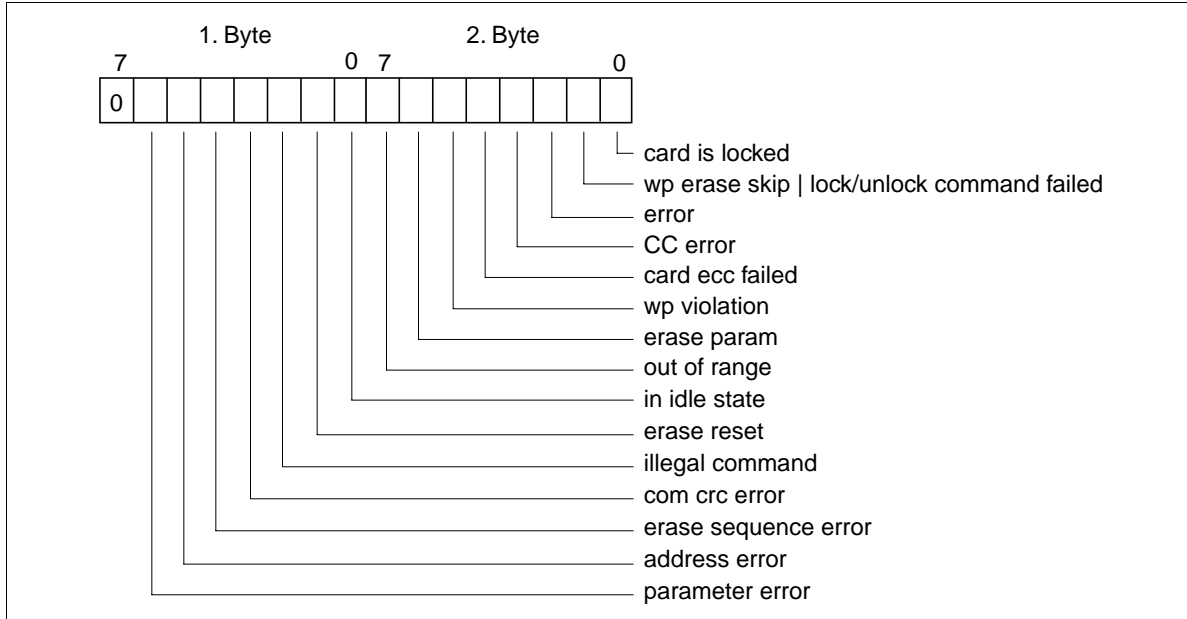 1. Byte 2. Byte
7 0 7 0
0
card is locked
wp erase skip | lock/unlock command failed
error
CC error
card ecc failed
wp violation
erase param
out of range
in idle state
erase reset
illegal command
com crc error
erase sequence error
address error
parameter error